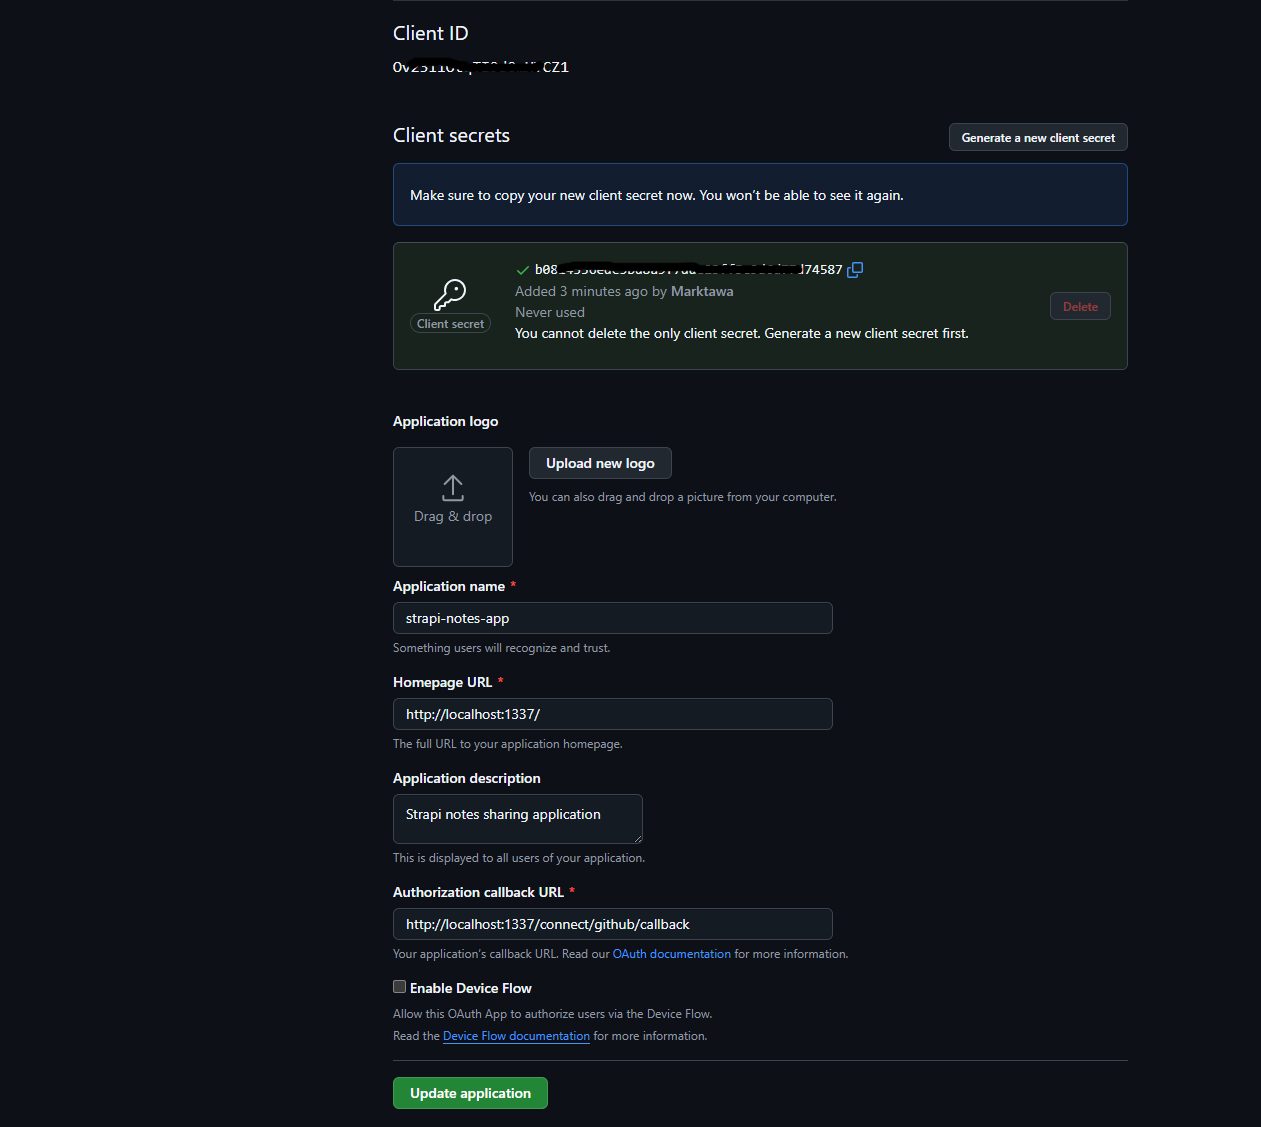 Client ID
Client secrets
Generate a new client secret
Make sure to copy your new client secret now. You won’t be able to see it again.
Added 3 minutes ago by Marktawa
Never used
Client secret
You cannot delete the only client secret. Generate a new client secret first.
Delete
Application logo
Upload new logo
You can also drag and drop a picture from your computer.
Drag & drop
Application name *
strapi-notes-app
Something users will recognize and trust.
Homepage URL *
http://localhost:1337/
The full URL to your application homepage.
Application description
Strapi notes sharing application
This is displayed to all users of your application.
Authorization callback URL *
http://localhost:1337/connect/github/callback
Your application’s callback URL. Read our OAuth documentation for more information.
Enable Device Flow
Allow this OAuth App to authorize users via the Device Flow.
Read the Device Flow documentation for more information.
Update application